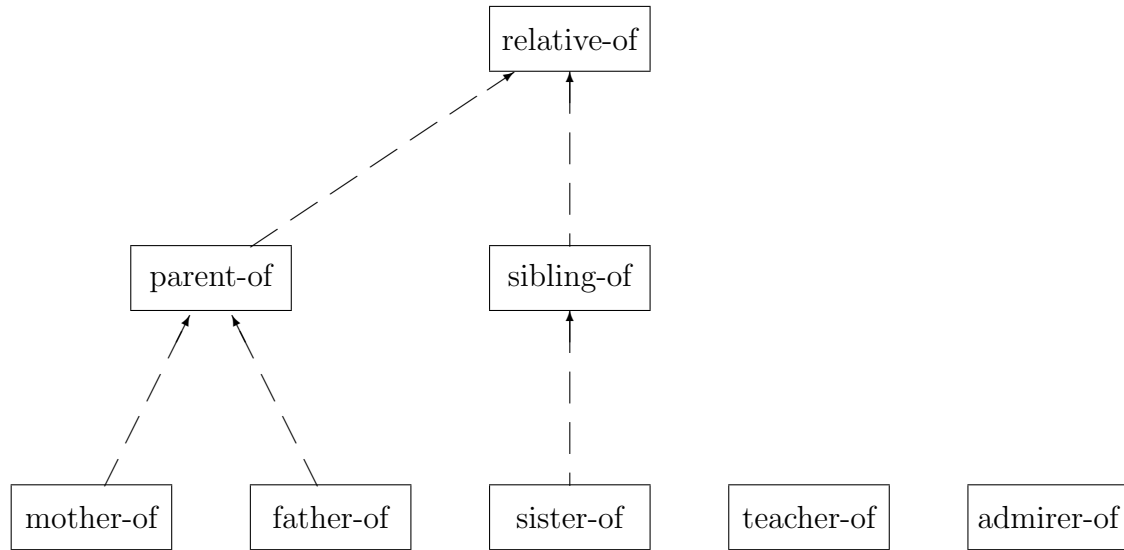 relative-of
parent-of
sibling-of
mother-of
father-of
sister-of
teacher-of
admirer-of